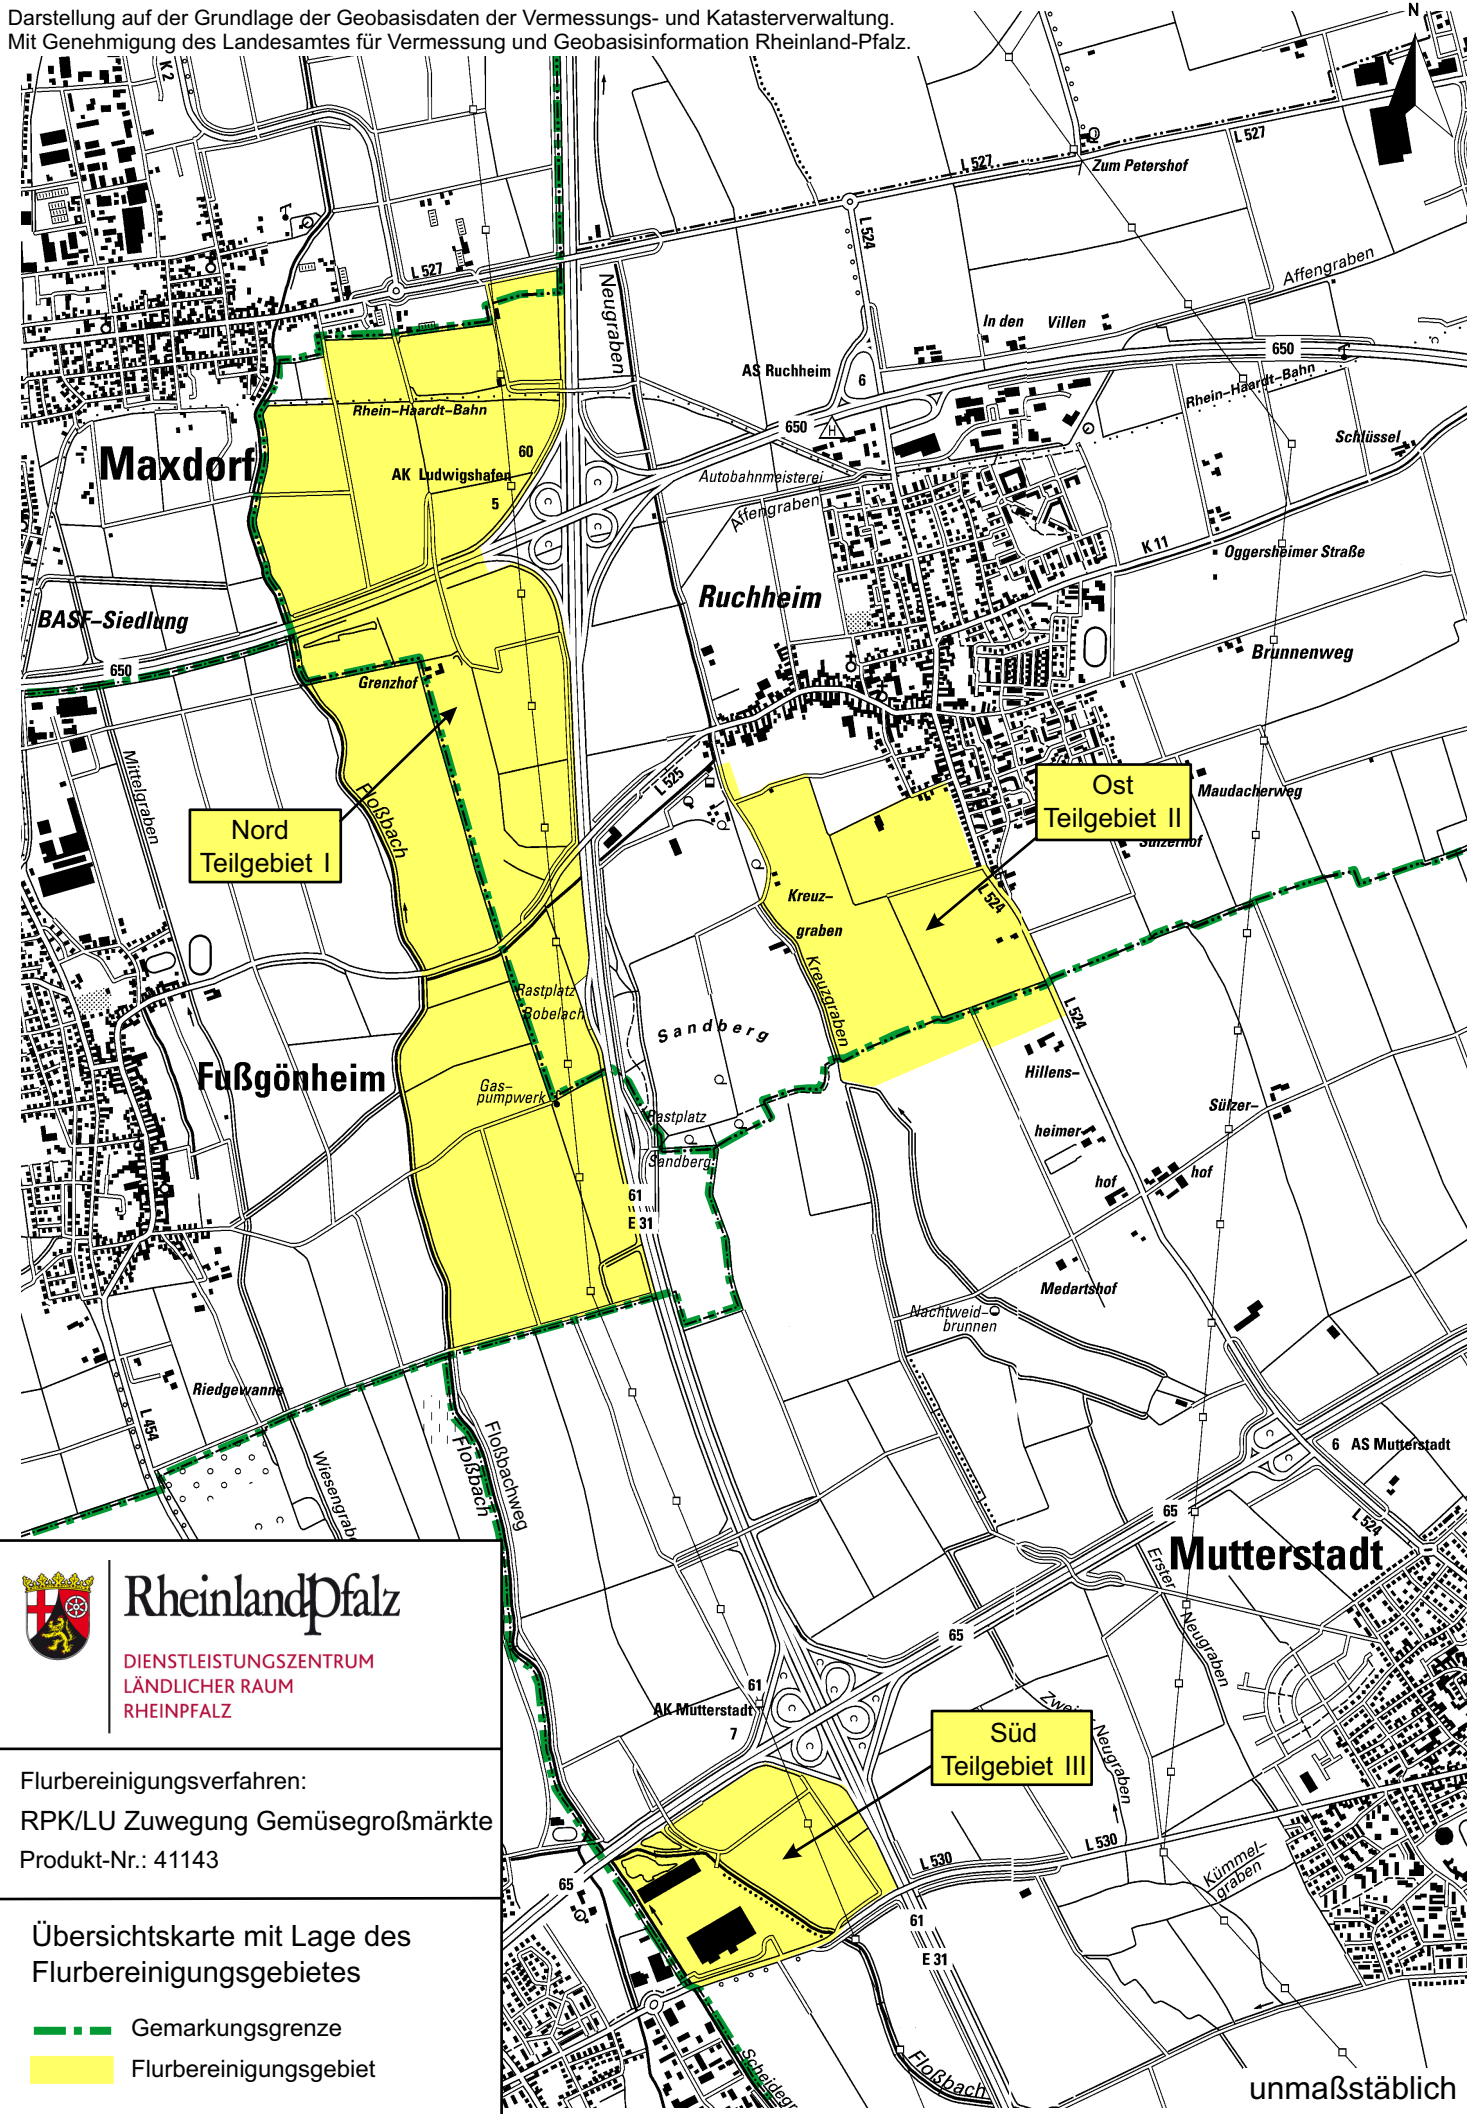 Darstellung auf der Grundlage der Geobasisdaten der Vermessungs- und Katasterverwaltung.
Mit Genehmigung des Landesamtes für Vermessung und Geobasisinformation Rheinland-Pfalz.
N
K 2
L 527
L 527
Zum Petershof
L 524
Affengraben
L 527
Neugraben
In den Villen
650
AS Ruchheim
6
Rhein-Haardt-Bahn
Rhein-Haardt-Bahn
650
H
Schlüssel
Maxdorf
60
AK Ludwigshafen
5
Autobahnmeisterei
Affengraben
K 11
Oggersheimer Straße
Ruchheim
BASF-Siedlung
Brunnenweg
650
Grenzhof
Mittelgraben
L 525
Floßbach
Nord
Teilgebiet I
Ost
Teilgebiet II
Maudacherweg
Sülzerhof
Kreuz-
graben
L 524
Kreuzgraben
Rastplatz
Bobelach
Sandberg
L 524
Fußgönheim
Gas-
pumpwerk
Hillens-
heimer-
hof
Sülzer-
hof
Rastplatz
Sandberg
61
E 31
Medartshof
Nachtweid-
brunnen
Riedgewanne
L 454
Wiesengrabe
Floßbach
Floßbachweg
6 AS Mutterstadt
65
L 524
Mutterstadt
Erster
Neugraben
65
61
AK Mutterstadt
7
Zweiter Neugraben
Süd
Teilgebiet III
L 530
L 530
Kümmel-
graben
65
61
E 31
Floßbach
Scheidegr
RheinlandPfalz
DIENSTLEISTUNGSZENTRUM
LÄNDLICHER RAUM
RHEINPFALZ
Flurbereinigungsverfahren:
RPK/LU Zuwegung Gemüsegroßmärkte
Produkt-Nr.: 41143
Übersichtskarte mit Lage des
Flurbereinigungsgebietes
Gemarkungsgrenze
Flurbereinigungsgebiet
unmaßstäblich